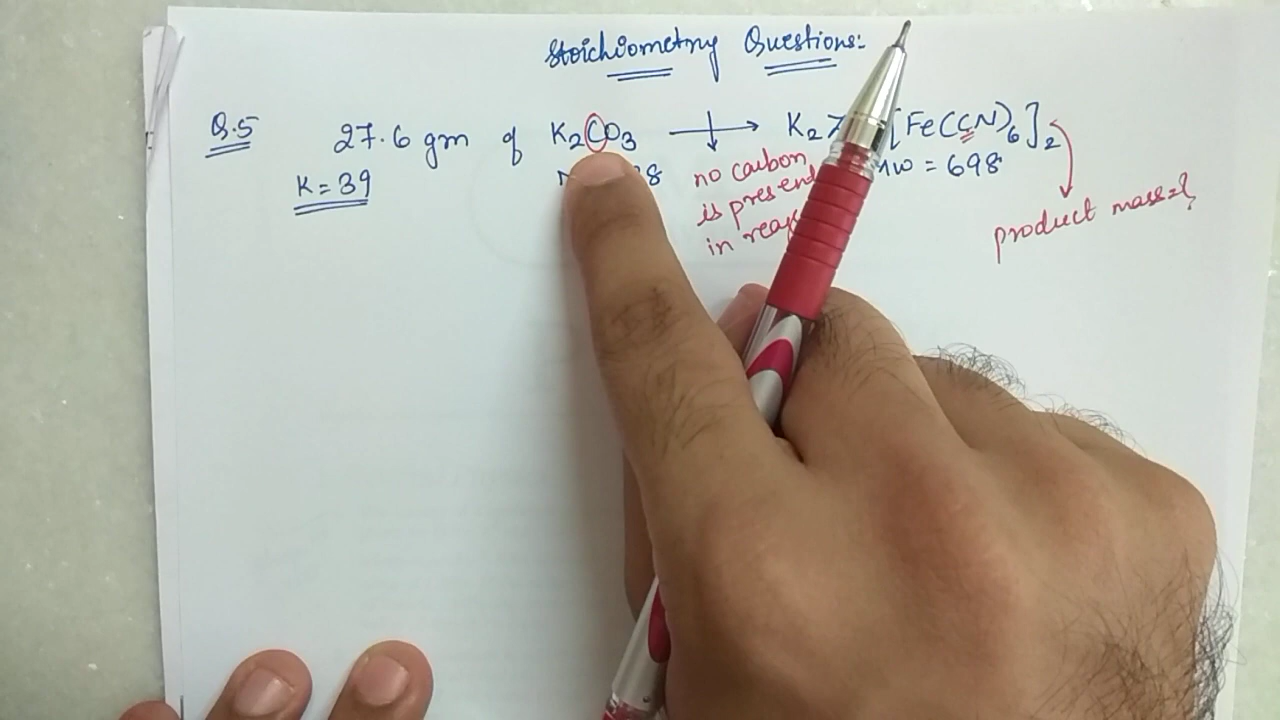 Stoichiometry Questions:
Q.5 27.6 gm of K₂CO₃ → K₂ [Fe(CN)₆]₂
K = 39 8 = 698
no carbon
is present
in
product mass=?